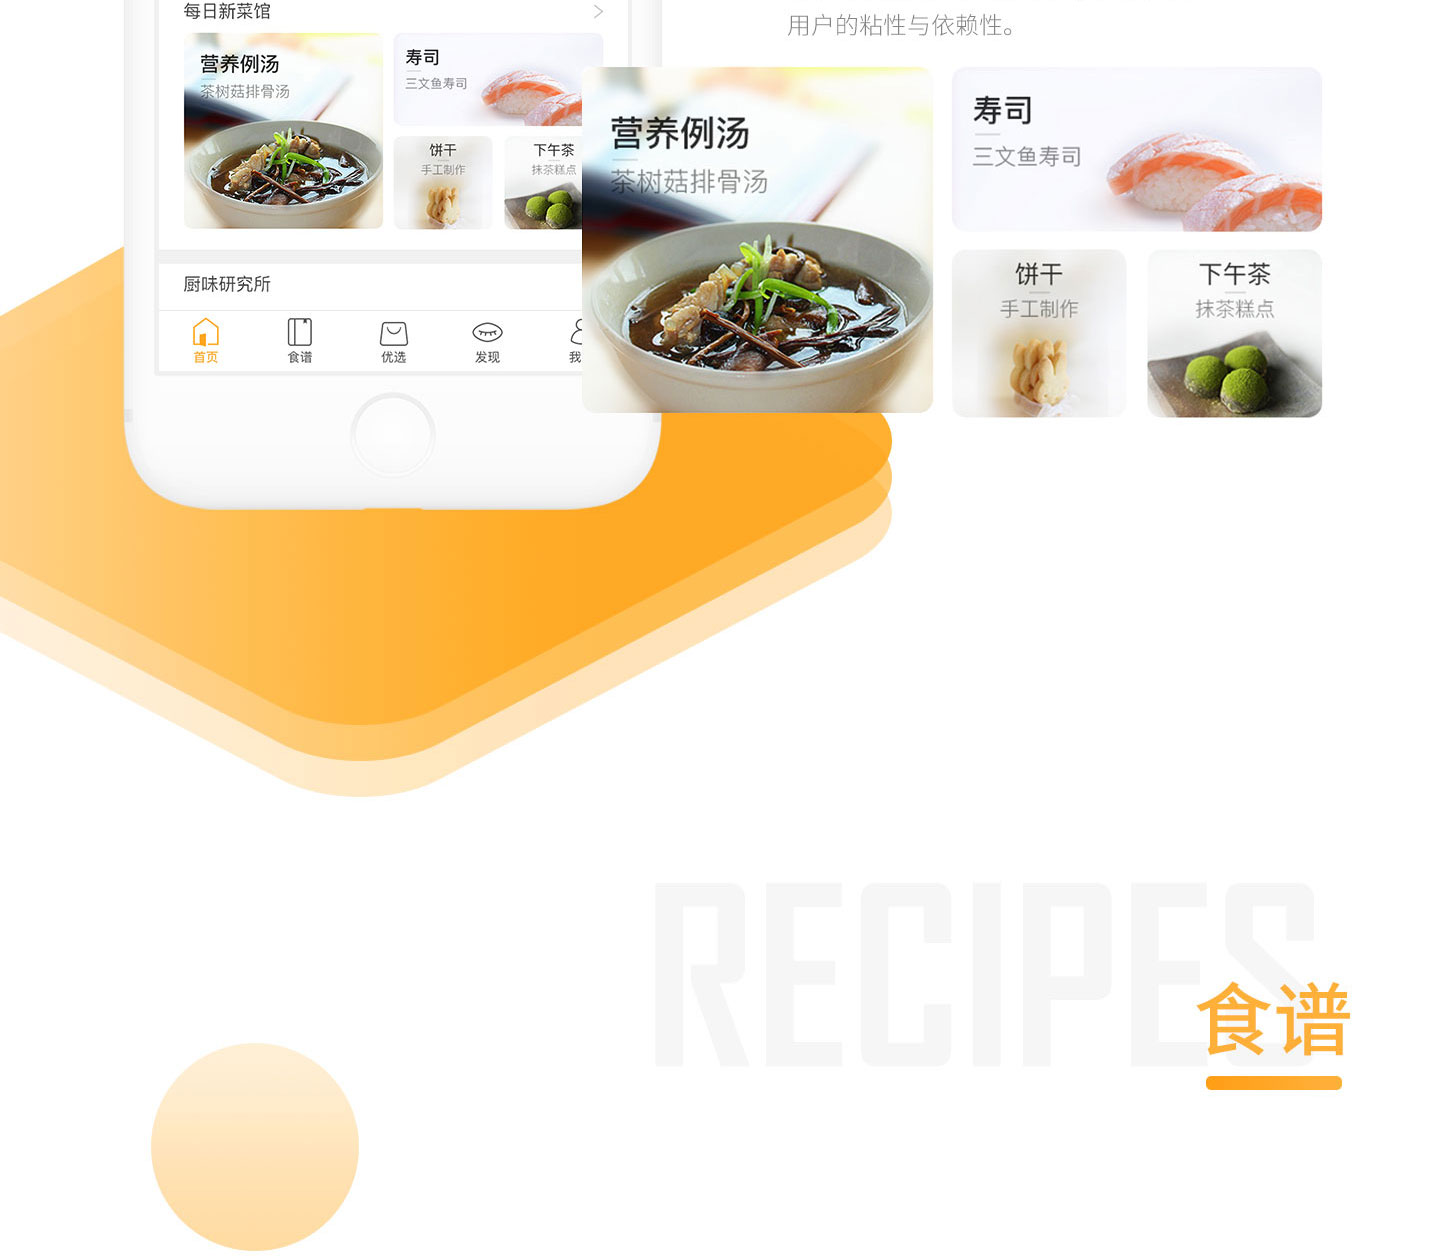 每日新菜馆
用户的粘性与依赖性。
营养例汤
茶树菇排骨汤
寿司
三文鱼寿司
饼干
手工制作
下午茶
抹茶糕点
厨味研究所
首页
食谱
优选
发现
我
营养例汤
茶树菇排骨汤
寿司
三文鱼寿司
饼干
手工制作
下午茶
抹茶糕点
RECIPES
食谱